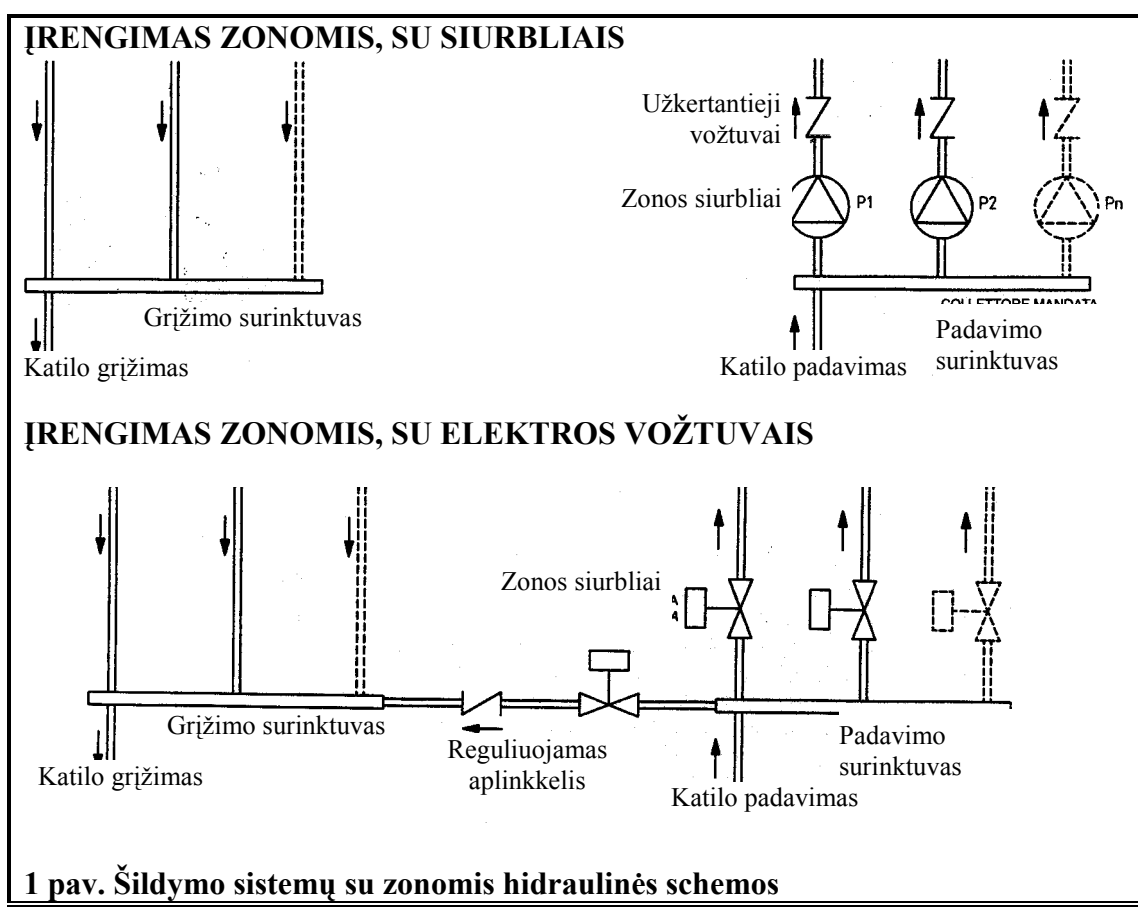 ĮRENGIMAS ZONOMIS, SU SIURBLIAIS
Užkertantieji
vožtuvai
Zonos siurbliai
P1
P2
Pn
Grįžimo surinktuvas
Katilo grįžimas
COLLETTORE MANDATA
Padavimo
surinktuvas
Katilo padavimas
ĮRENGIMAS ZONOMIS, SU ELEKTROS VOŽTUVAIS
Zonos siurbliai
A
A
Grįžimo surinktuvas
Katilo grįžimas
Reguliuojamas
aplinkkelis
Padavimo
surinktuvas
Katilo padavimas
1 pav. Šildymo sistemų su zonomis hidraulinės schemos